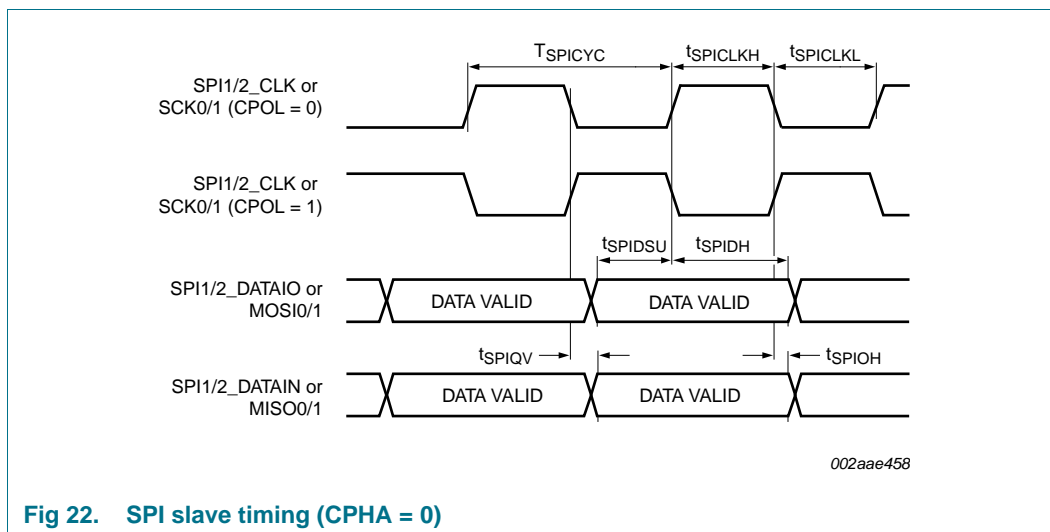 TSPICYC tSPICLKH tSPICLKL
SPI1/2_CLK or
SCK0/1 (CPOL = 0)
SPI1/2_CLK or
SCK0/1 (CPOL = 1)
tSPIDSU tSPIDH
SPI1/2_DATAIO or
MOSI0/1
DATA VALID DATA VALID
tSPIQV tSPIOH
SPI1/2_DATAIN or
MISO0/1
DATA VALID DATA VALID
002aae458
Fig 22. SPI slave timing (CPHA = 0)